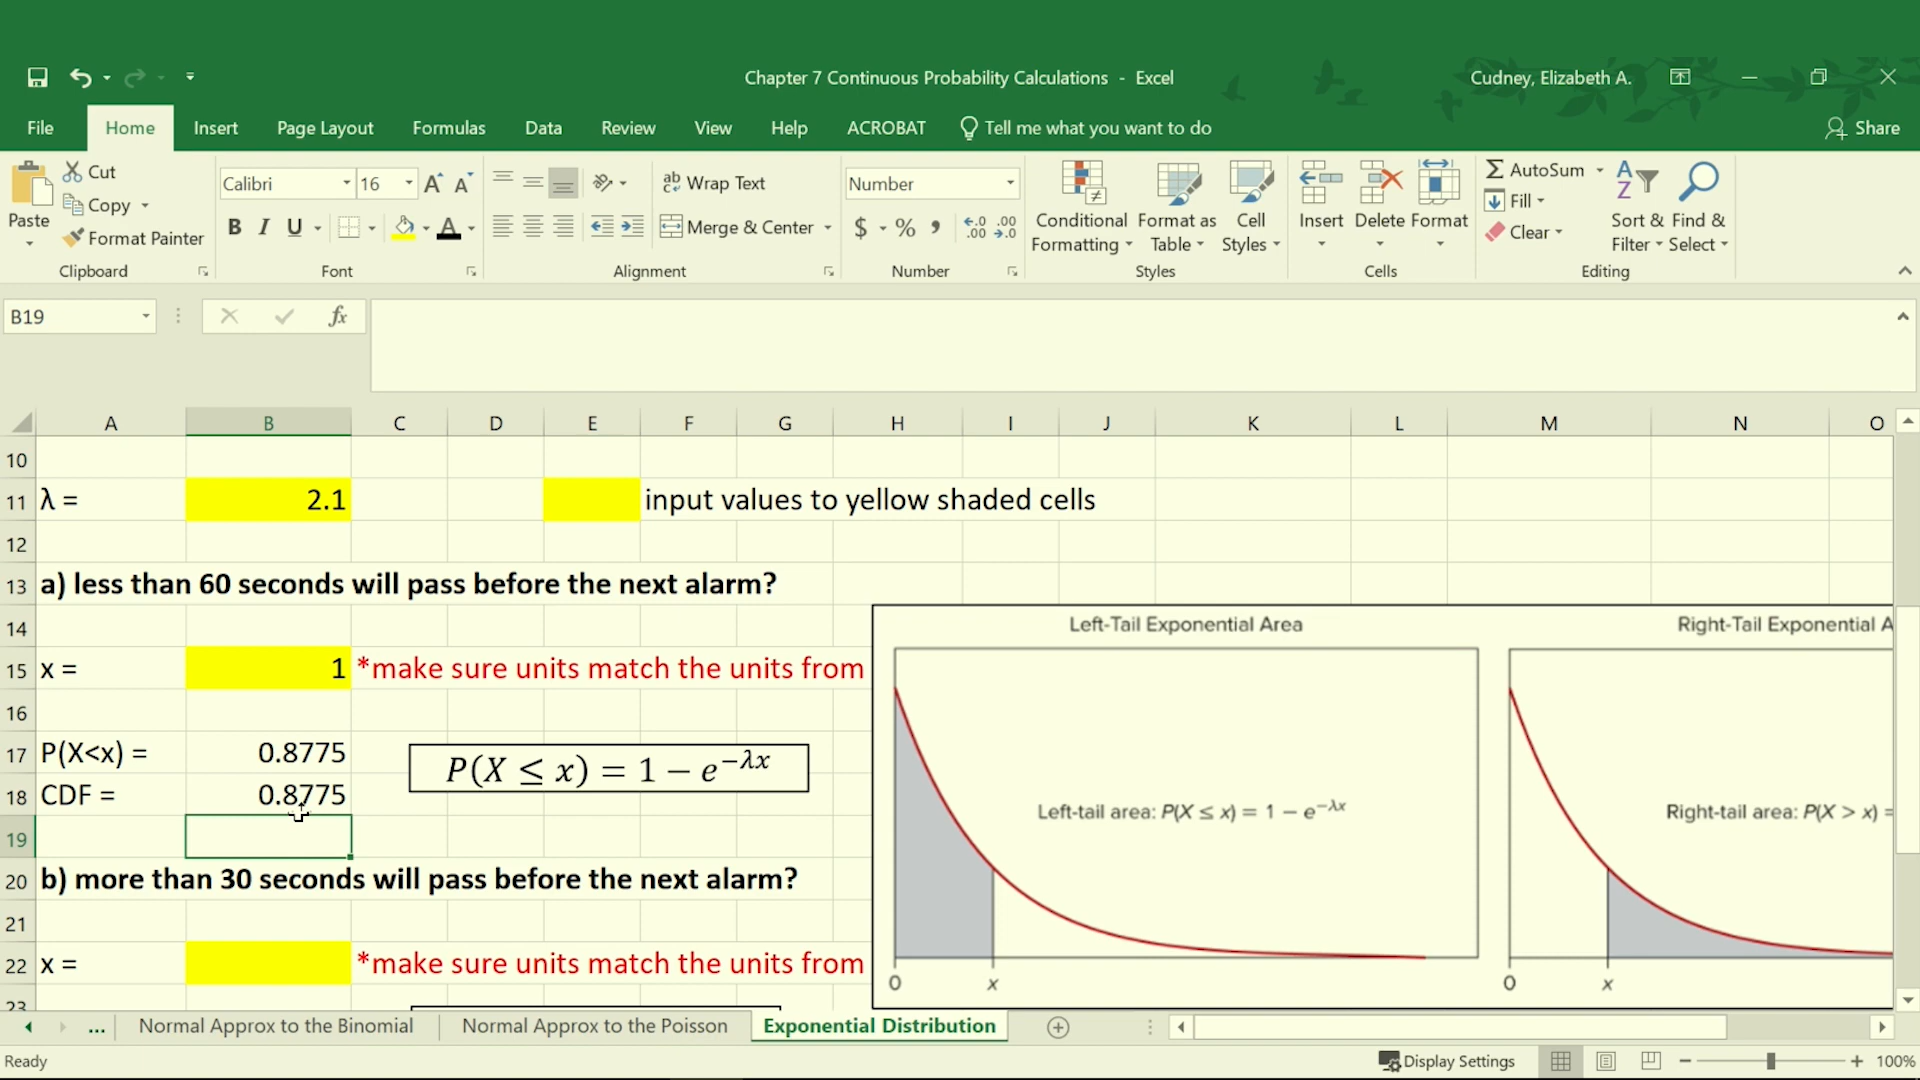 Chapter 7 Continuous Probability Calculations - Excel
Cudney, Elizabeth A.
File Home Insert Page Layout Formulas Data Review View Help ACROBAT Tell me what you want to do Share
Paste
Cut
Copy
Format Painter
Clipboard
Calibri 16
B I U
Font
Wrap Text
Merge & Center
Alignment
Number
$ % ,
Number
Conditional Formatting
Format as Table
Cell Styles
Styles
Insert Delete Format
Cells
AutoSum
Fill
Clear
Sort & Filter
Find & Select
Editing
B19 fx
A B C D E F G H I J K L M N O
10
11 λ = 2.1 input values to yellow shaded cells
12
13 a) less than 60 seconds will pass before the next alarm?
14
15 x = 1 *make sure units match the units from
16
17 P(X<x) = 0.8775
18 CDF = 0.8775
P(X ≤ x) = 1 − e^{−λx}
19
20 b) more than 30 seconds will pass before the next alarm?
21
22 x = *make sure units match the units from
23
Left-Tail Exponential Area
Left-tail area: P(X ≤ x) = 1 − e^{−λx}
0 x
Right-Tail Exponential A
Right-tail area: P(X > x) =
0 x
... Normal Approx to the Binomial Normal Approx to the Poisson Exponential Distribution
Ready Display Settings 100%